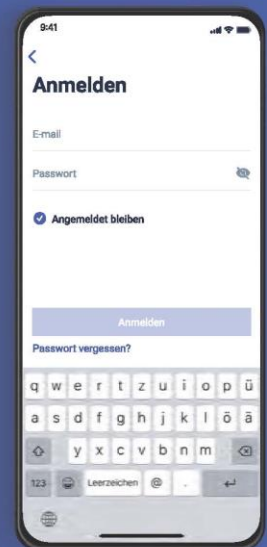 9:41
Anmelden
E-mail
Passwort
Angemeldet bleiben
Anmelden
Passwort vergessen?
q w e r t z u i o p ü
a s d f g h j k l ö ä
y x c v b n m
123 Leerzeichen @ .